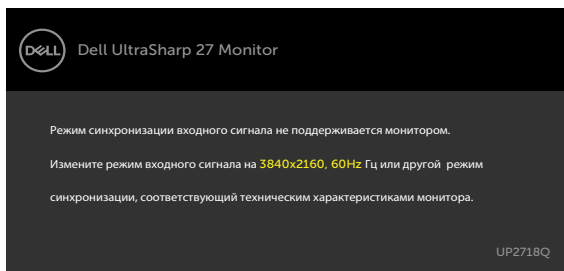 DELL
Dell UltraSharp 27 Monitor
Режим синхронизации входного сигнала не поддерживается монитором.
Измените режим входного сигнала на 3840x2160, 60Hz Гц или другой режим
синхронизации, соответствующий техническим характеристиками монитора.
UP2718Q